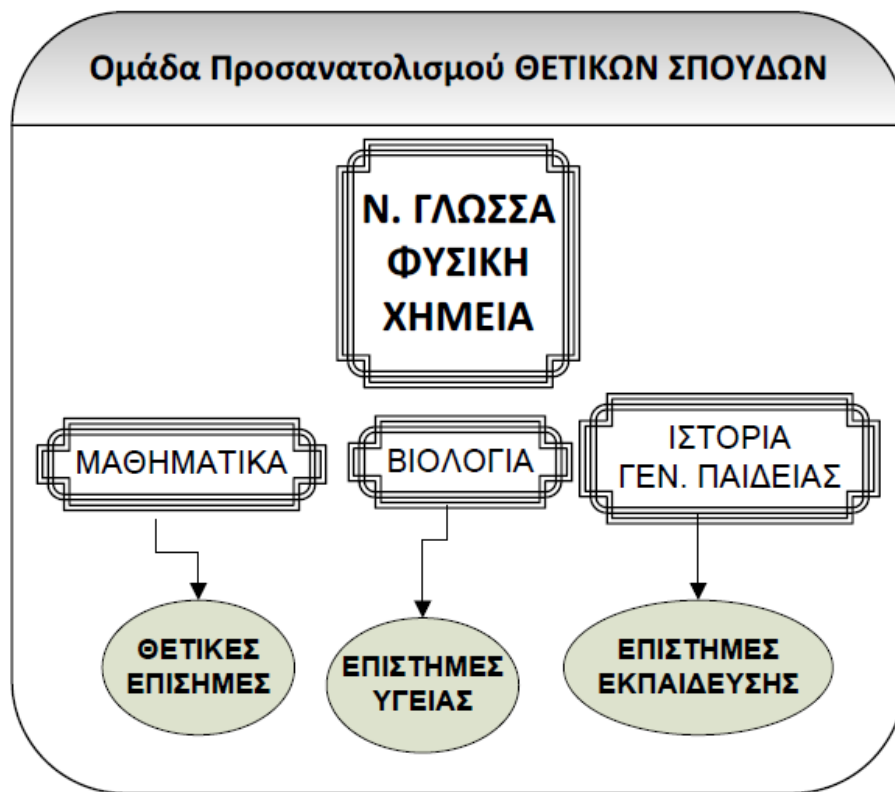 Ομάδα Προσανατολισμού ΘΕΤΙΚΩΝ ΣΠΟΥΔΩΝ
Ν. ΓΛΩΣΣΑ
ΦΥΣΙΚΗ
ΧΗΜΕΙΑ
ΜΑΘΗΜΑΤΙΚΑ
ΒΙΟΛΟΓΙΑ
ΙΣΤΟΡΙΑ
ΓΕΝ. ΠΑΙΔΕΙΑΣ
ΘΕΤΙΚΕΣ
ΕΠΙΣΗΜΕΣ
ΕΠΙΣΤΗΜΕΣ
ΥΓΕΙΑΣ
ΕΠΙΣΤΗΜΕΣ
ΕΚΠΑΙΔΕΥΣΗΣ